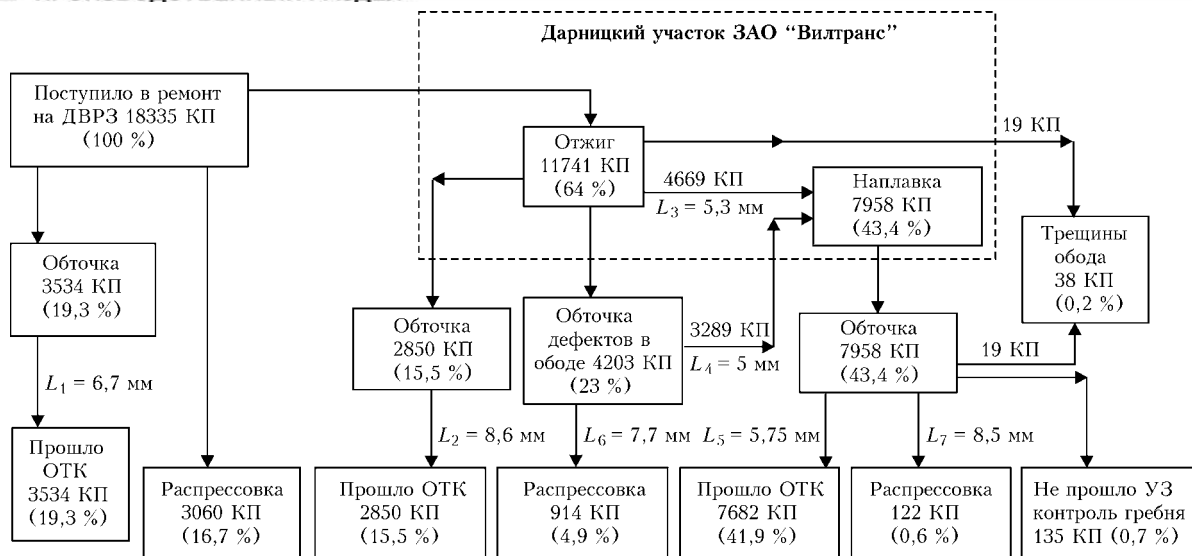 Дарницкий участок ЗАО “Вилтранс”
Поступило в ремонт
на ДВРЗ 18335 КП
(100 %)
19 КП
Отжиг
11741 КП
(64 %)
4669 КП
L3 = 5,3 мм
Наплавка
7958 КП
(43,4 %)
Трещины
обода
38 КП
(0,2 %)
Обточка
3534 КП
(19,3 %)
Обточка
2850 КП
(15,5 %)
Обточка
дефектов в
ободе 4203 КП
(23 %)
3289 КП
L4 = 5 мм
Обточка
7958 КП
(43,4 %)
19 КП
L1 = 6,7 мм
L2 = 8,6 мм
L6 = 7,7 мм
L5 = 5,75 мм
L7 = 8,5 мм
Прошло
ОТК
3534 КП
(19,3 %)
Распрессовка
3060 КП
(16,7 %)
Прошло ОТК
2850 КП
(15,5 %)
Распрессовка
914 КП
(4,9 %)
Прошло ОТК
7682 КП
(41,9 %)
Распрессовка
122 КП
(0,6 %)
Не прошло УЗ
контроль гребня
135 КП (0,7 %)